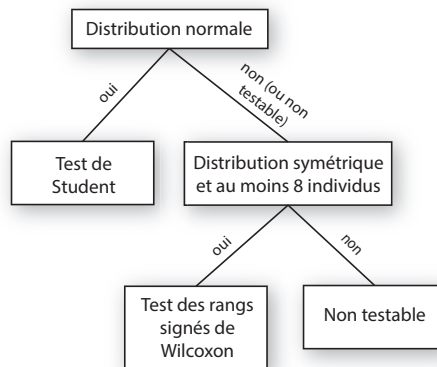 Distribution normale
oui
non (ou non
testable)
Test de
Student
Distribution symétrique
et au moins 8 individus
oui
non
Test des rangs
signés de
Wilcoxon
Non testable